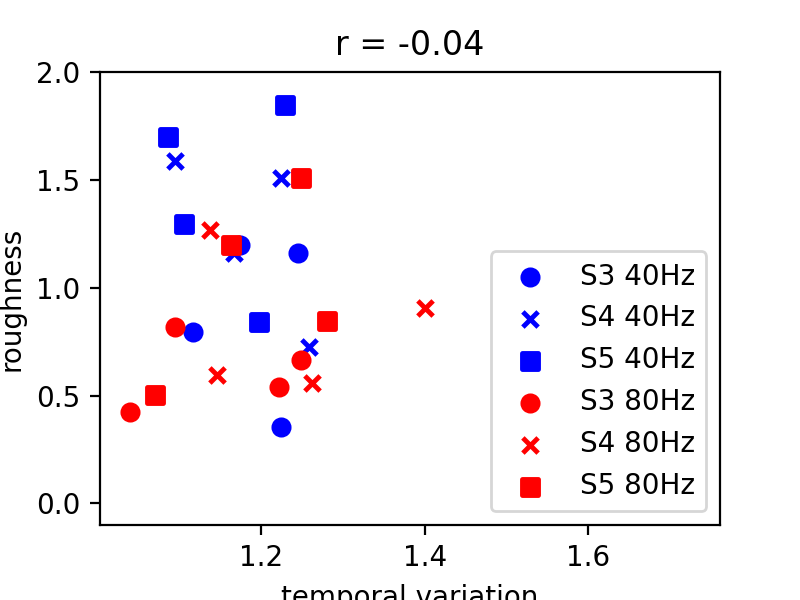 r = -0.04
2.0
1.5
1.0
0.5
0.0
roughness
S3 40Hz
S4 40Hz
S5 40Hz
S3 80Hz
S4 80Hz
S5 80Hz
1.2 1.4 1.6
temporal variation